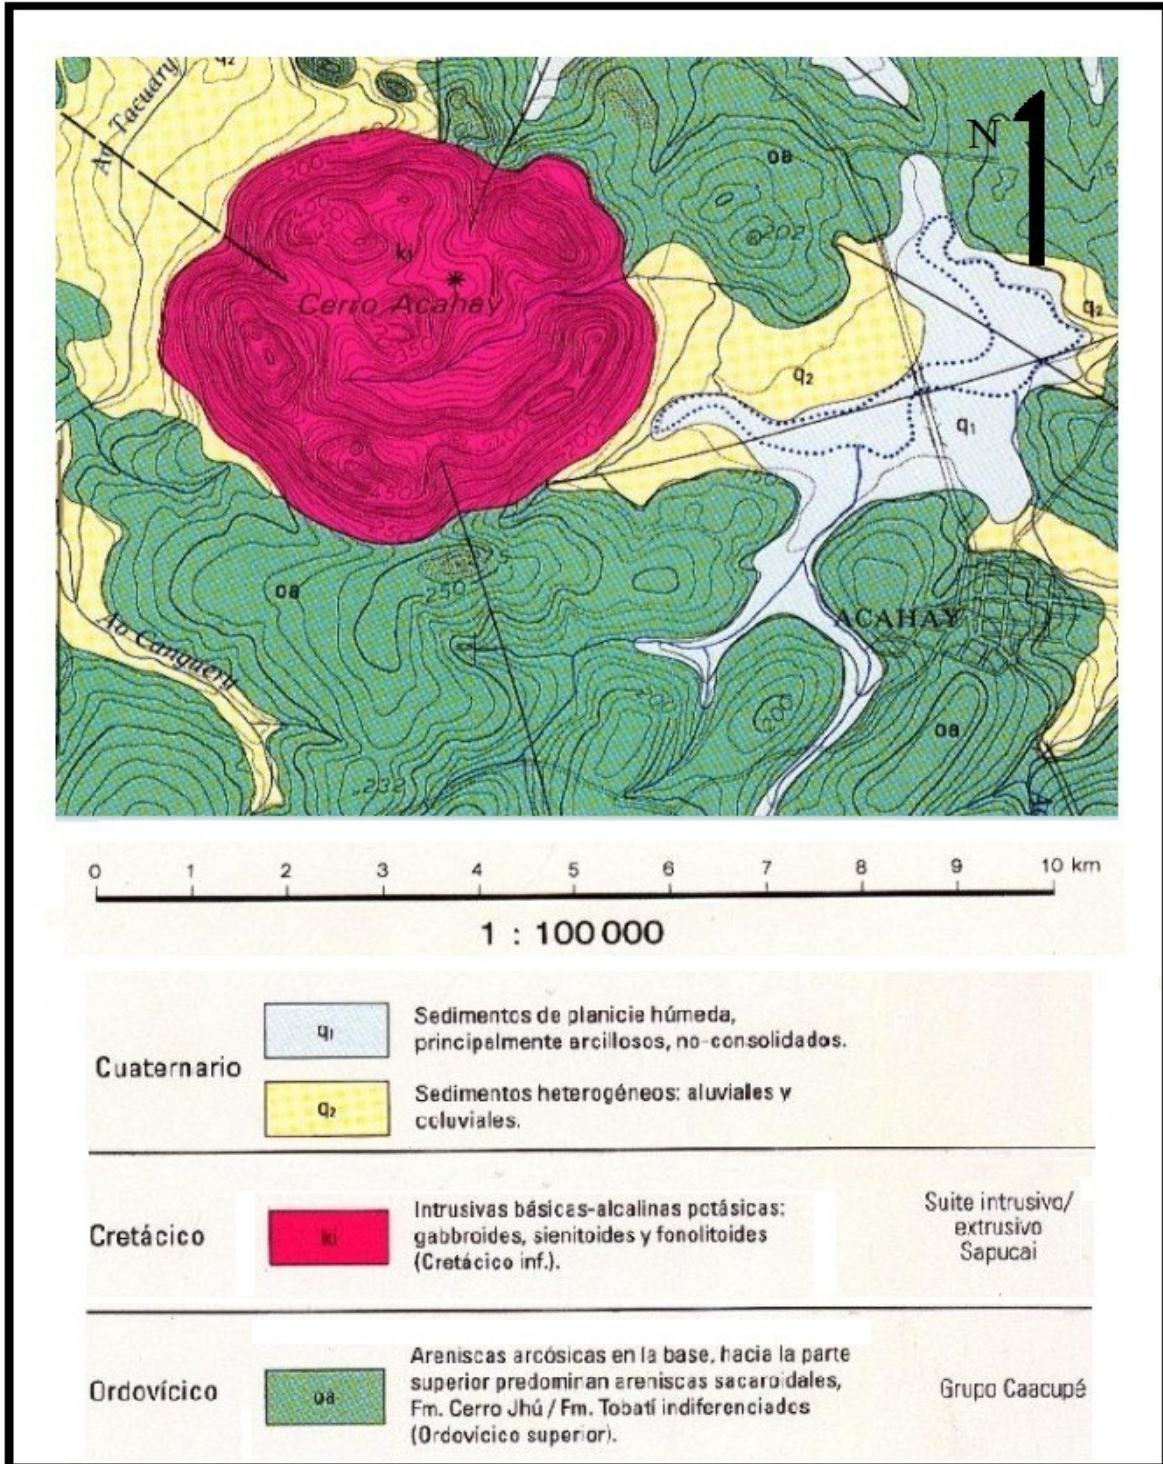 q₂
Ao Tacuary
N
oa
202
ki
Cerro Acahay
q₂
q₂
q₁
450
250
oa
Ao Canguery
ACAHAY
200
oa
232
0 1 2 3 4 5 6 7 8 9 10 km
1 : 100 000
Cuaternario
q₁
Sedimentos de planicie húmeda,
principalmente arcillosos, no-consolidados.
q₂
Sedimentos heterogéneos: aluviales y
coluviales.
Cretácico
ki
Intrusivas básicas-alcalinas potásicas:
gabbroides, sienitoides y fonolitoides
(Cretácico inf.).
Suite intrusivo/
extrusivo
Sapucai
Ordovícico
oa
Areniscas arcósicas en la base, hacia la parte
superior predominan areniscas sacaroidales,
Fm. Cerro Jhú / Fm. Tobatí indiferenciados
(Ordovícico superior).
Grupo Caacupé